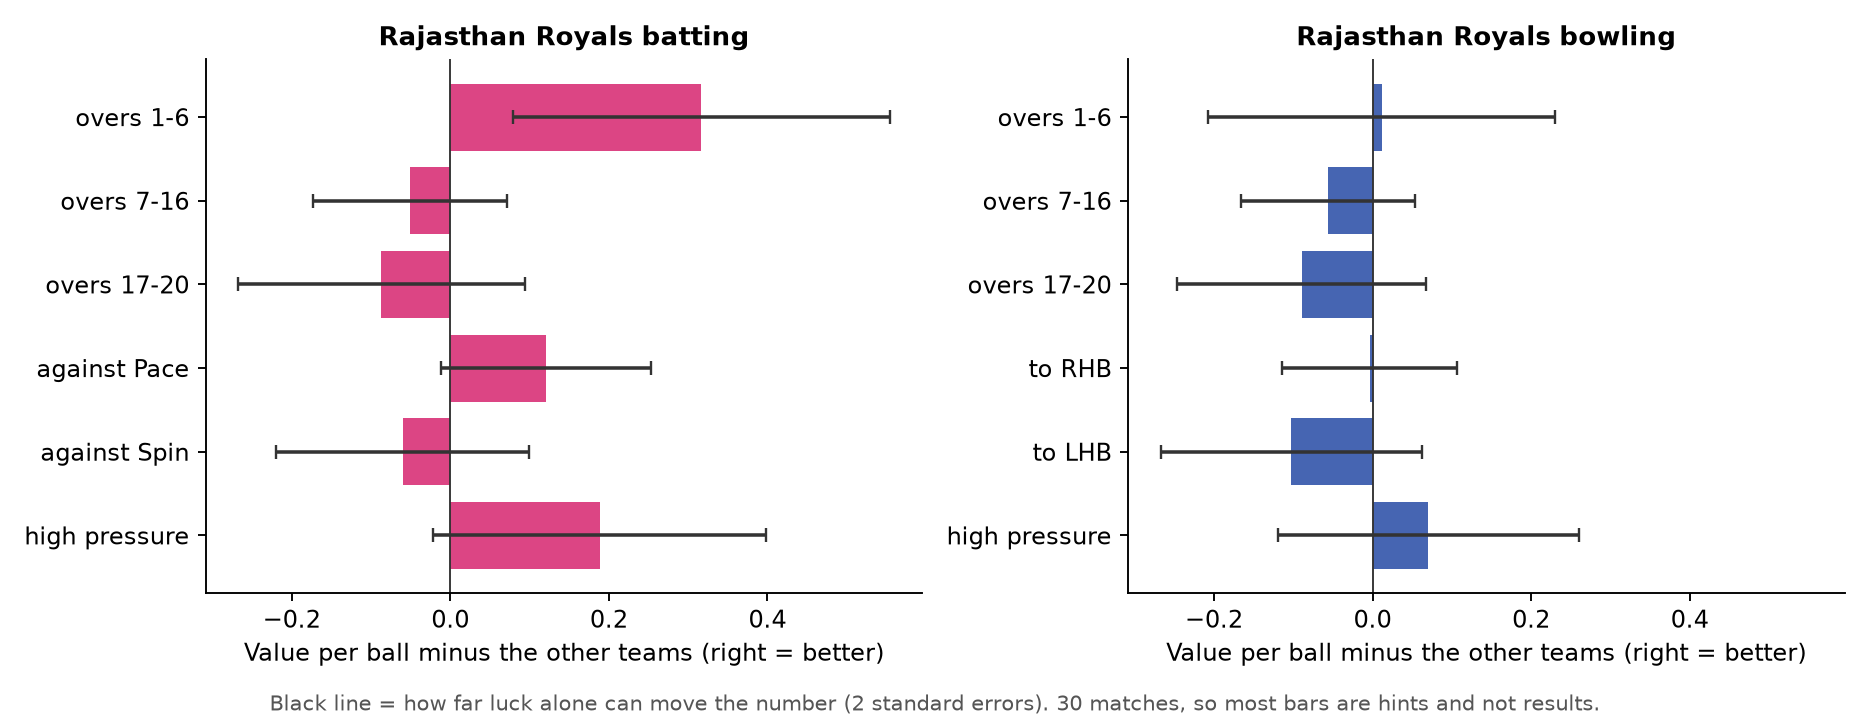 Rajasthan Royals batting
overs 1-6
overs 7-16
overs 17-20
against Pace
against Spin
high pressure
−0.2 0.0 0.2 0.4
Value per ball minus the other teams (right = better)
Rajasthan Royals bowling
overs 1-6
overs 7-16
overs 17-20
to RHB
to LHB
high pressure
−0.2 0.0 0.2 0.4
Value per ball minus the other teams (right = better)
Black line = how far luck alone can move the number (2 standard errors). 30 matches, so most bars are hints and not results.